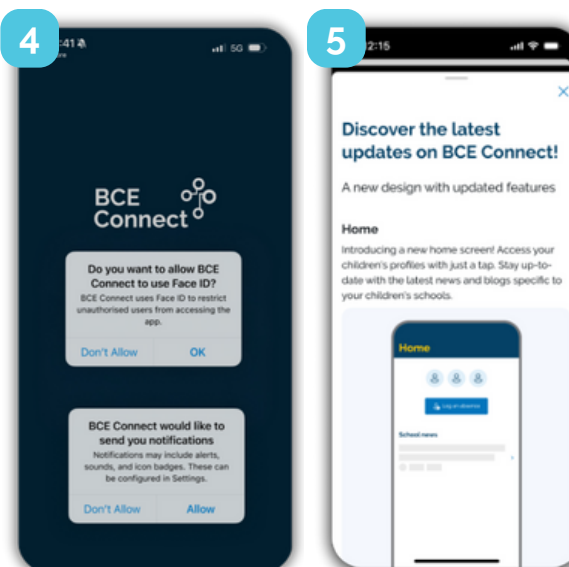 4
:41
5G
BCE
Connect
Do you want to allow BCE
Connect to use Face ID?
BCE Connect uses Face ID to restrict
unauthorised users from accessing the
app.
Don't Allow OK
BCE Connect would like to
send you notifications
Notifications may include alerts,
sounds, and icon badges. These can
be configured in Settings.
Don't Allow Allow
5
2:15
Discover the latest
updates on BCE Connect!
A new design with updated features
Home
Introducing a new home screen! Access your
children's profiles with just a tap. Stay up-to-
date with the latest news and blogs specific to
your children's schools.
Home
Log an absence
School news